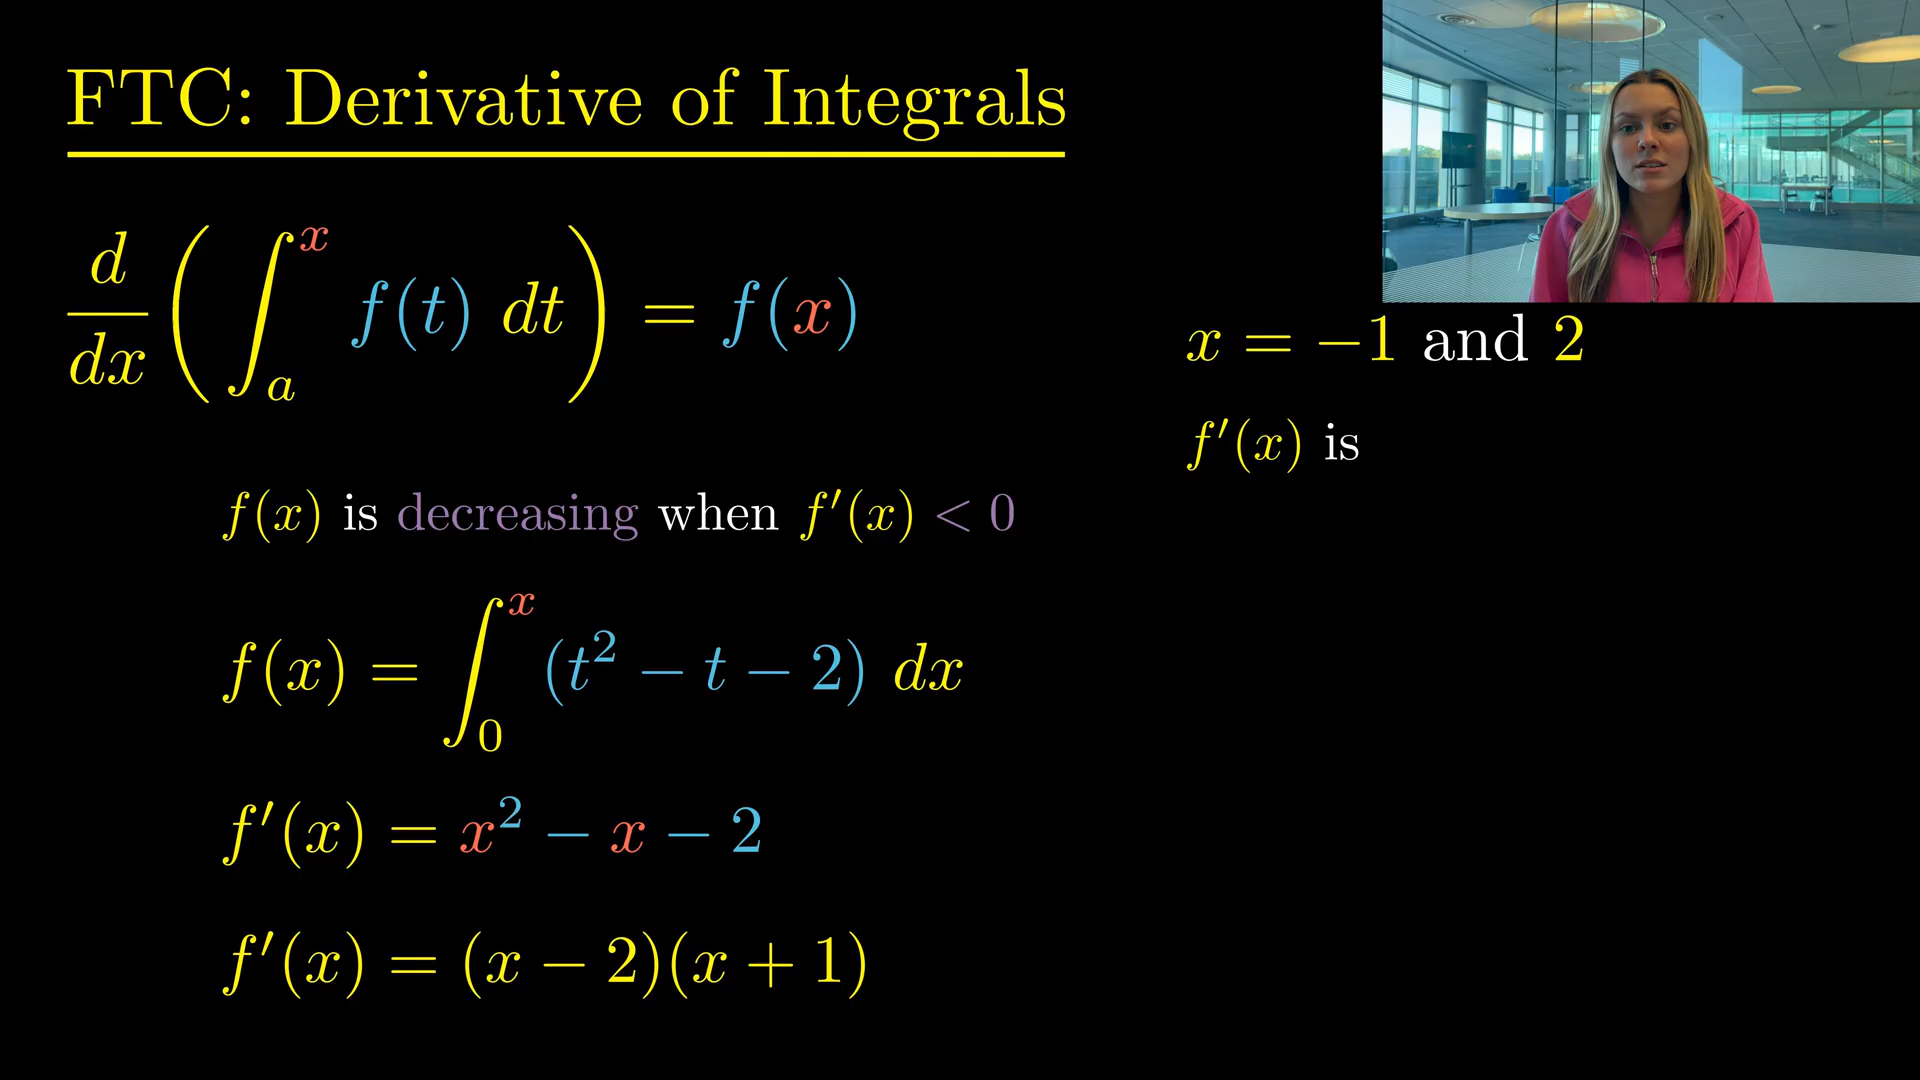 FTC: Derivative of Integrals
d/dx (∫_a^x f(t) dt) = f(x)
f(x) is decreasing when f′(x) < 0
f(x) = ∫_0^x (t² − t − 2) dx
f′(x) = x² − x − 2
f′(x) = (x − 2)(x + 1)
x = −1 and 2
f′(x) is